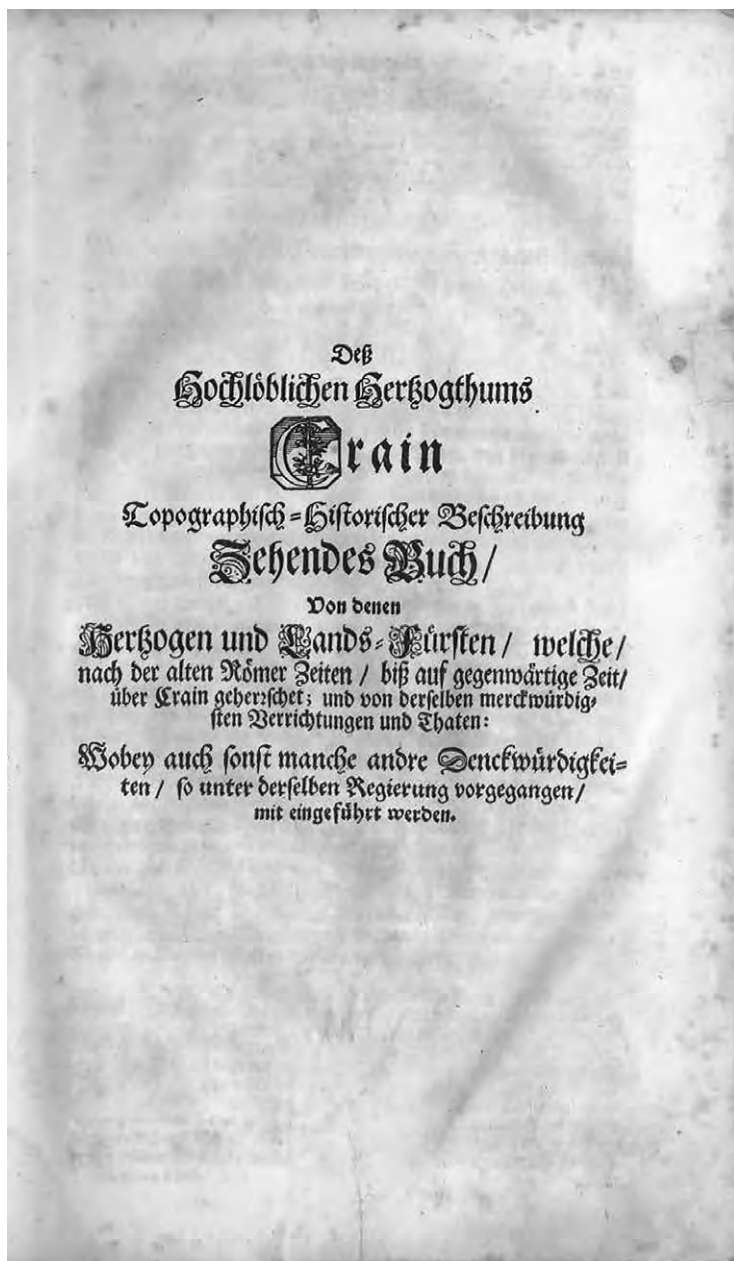 Deß
Hochlöblichen Hertzogthums
Crain
Topographisch=Historischer Beschreibung
Zehendes Buch/
Von denen
Hertzogen und Lands=Fürsten/ welche/
nach der alten Römer Zeiten/ biß auf gegenwärtige Zeit/
über Crain geherrschet; und von derselben merckwürdig=
sten Verrichtungen und Thaten:
Wobey auch sonst manche andre Denckwürdigkei=
ten/ so unter derselben Regierung vorgegangen/
mit eingeführt werden.